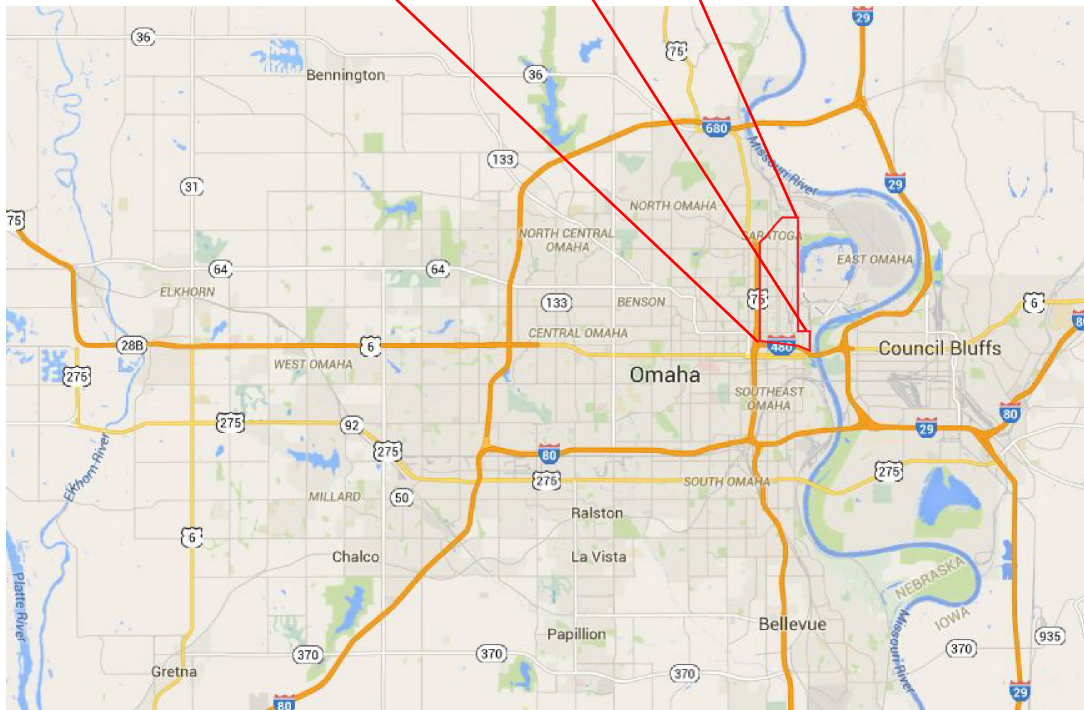 29
36
75
Bennington
36
680
Missouri River
133
29
31
NORTH OMAHA
75
NORTH CENTRAL
OMAHA
SARATOGA
EAST OMAHA
64
64
ELKHORN
133
BENSON
75
6
80
CENTRAL OMAHA
28B
6
480
Council Bluffs
WEST OMAHA
275
Omaha
SOUTHEAST
OMAHA
275
92
29
80
275
80
275
275
SOUTH OMAHA
Elkhorn River
MILLARD
50
Ralston
6
Chalco
La Vista
NEBRASKA
IOWA
Platte River
Missouri River
Bellevue
Papillion
935
370
370
370
370
Gretna
29
80